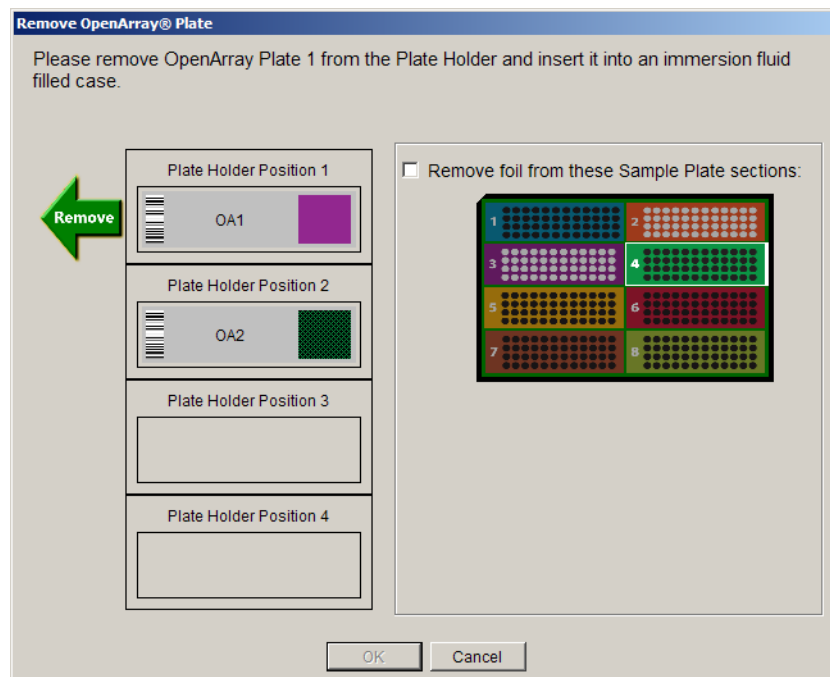 Remove OpenArray® Plate
Please remove OpenArray Plate 1 from the Plate Holder and insert it into an immersion fluid
filled case.
Plate Holder Position 1
Remove
OA1
Plate Holder Position 2
OA2
Plate Holder Position 3
Plate Holder Position 4
Remove foil from these Sample Plate sections:
1 2
3 4
5 6
7 8
OK Cancel